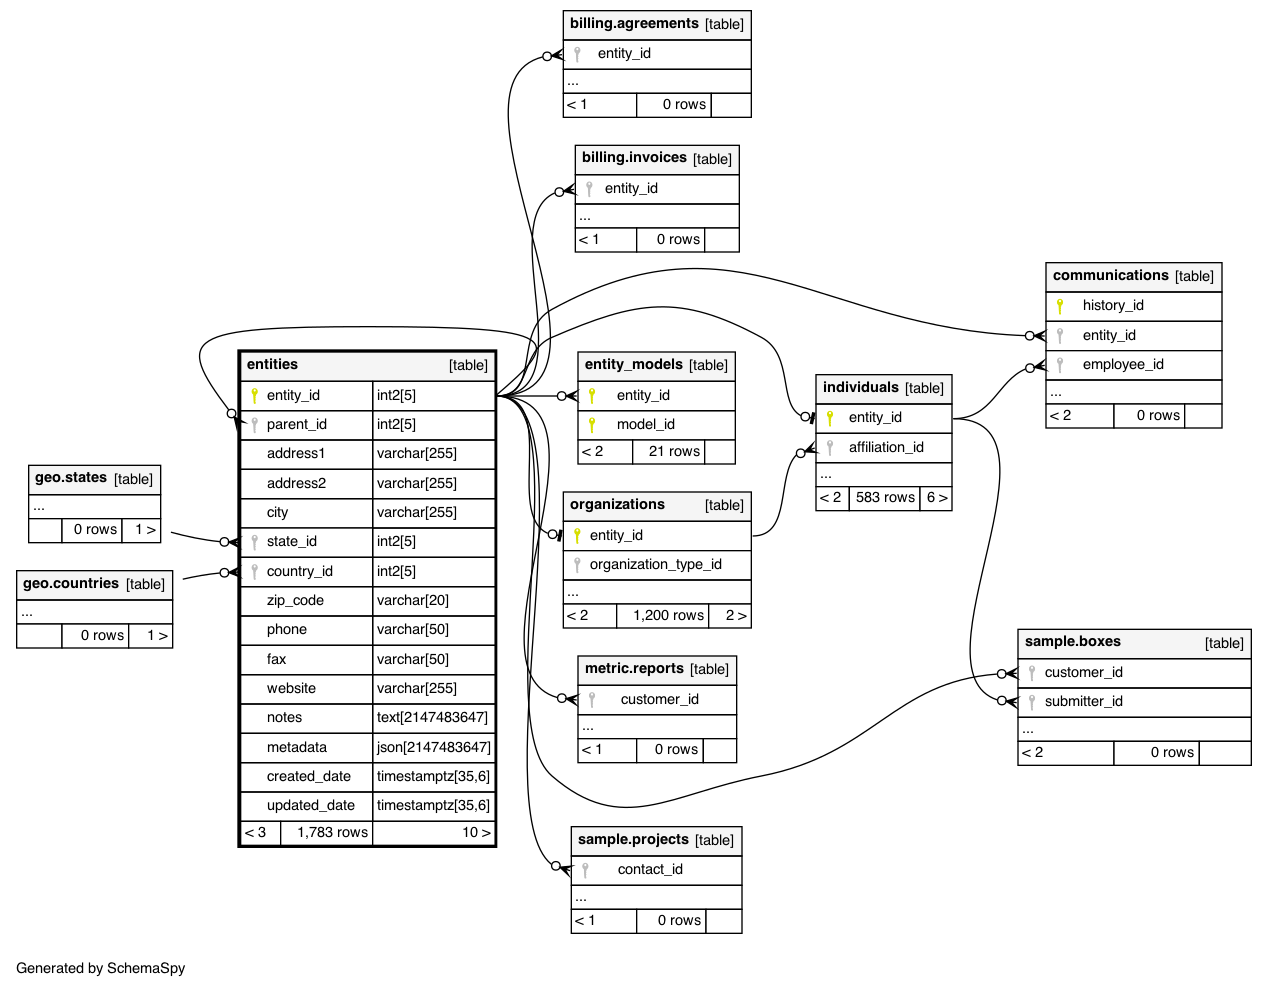 billing.agreements [table]
entity_id
...
< 1 0 rows
billing.invoices [table]
entity_id
...
< 1 0 rows
communications [table]
history_id
entity_id
employee_id
...
< 2 0 rows
entities [table]
entity_id int2[5]
parent_id int2[5]
address1 varchar[255]
address2 varchar[255]
city varchar[255]
state_id int2[5]
country_id int2[5]
zip_code varchar[20]
phone varchar[50]
fax varchar[50]
website varchar[255]
notes text[2147483647]
metadata json[2147483647]
created_date timestamptz[35,6]
updated_date timestamptz[35,6]
< 3 1,783 rows 10 >
entity_models [table]
entity_id
model_id
< 2 21 rows
individuals [table]
entity_id
affiliation_id
...
< 2 583 rows 6 >
geo.states [table]
...
0 rows 1 >
geo.countries [table]
...
0 rows 1 >
organizations [table]
entity_id
organization_type_id
...
< 2 1,200 rows 2 >
metric.reports [table]
customer_id
...
< 1 0 rows
sample.boxes [table]
customer_id
submitter_id
...
< 2 0 rows
sample.projects [table]
contact_id
...
< 1 0 rows
Generated by SchemaSpy